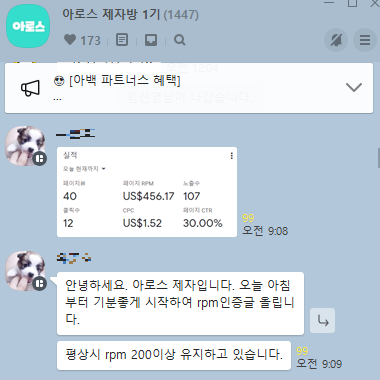 아로스
아로스 제자방 1기 (1447)
173
😎 [아백 파트너스 혜택]
...
실적
오늘 현재까지
페이지뷰
페이지 RPM
노출수
40
US$456.17
107
클릭수
CPC
페이지 CTR
12
US$1.52
30.00%
99
오전 9:08
안녕하세요. 아로스 제자입니다. 오늘 아침
부터 기분좋게 시작하여 rpm인증글 올립니
다.
평상시 rpm 200이상 유지하고 있습니다.
99
오전 9:09